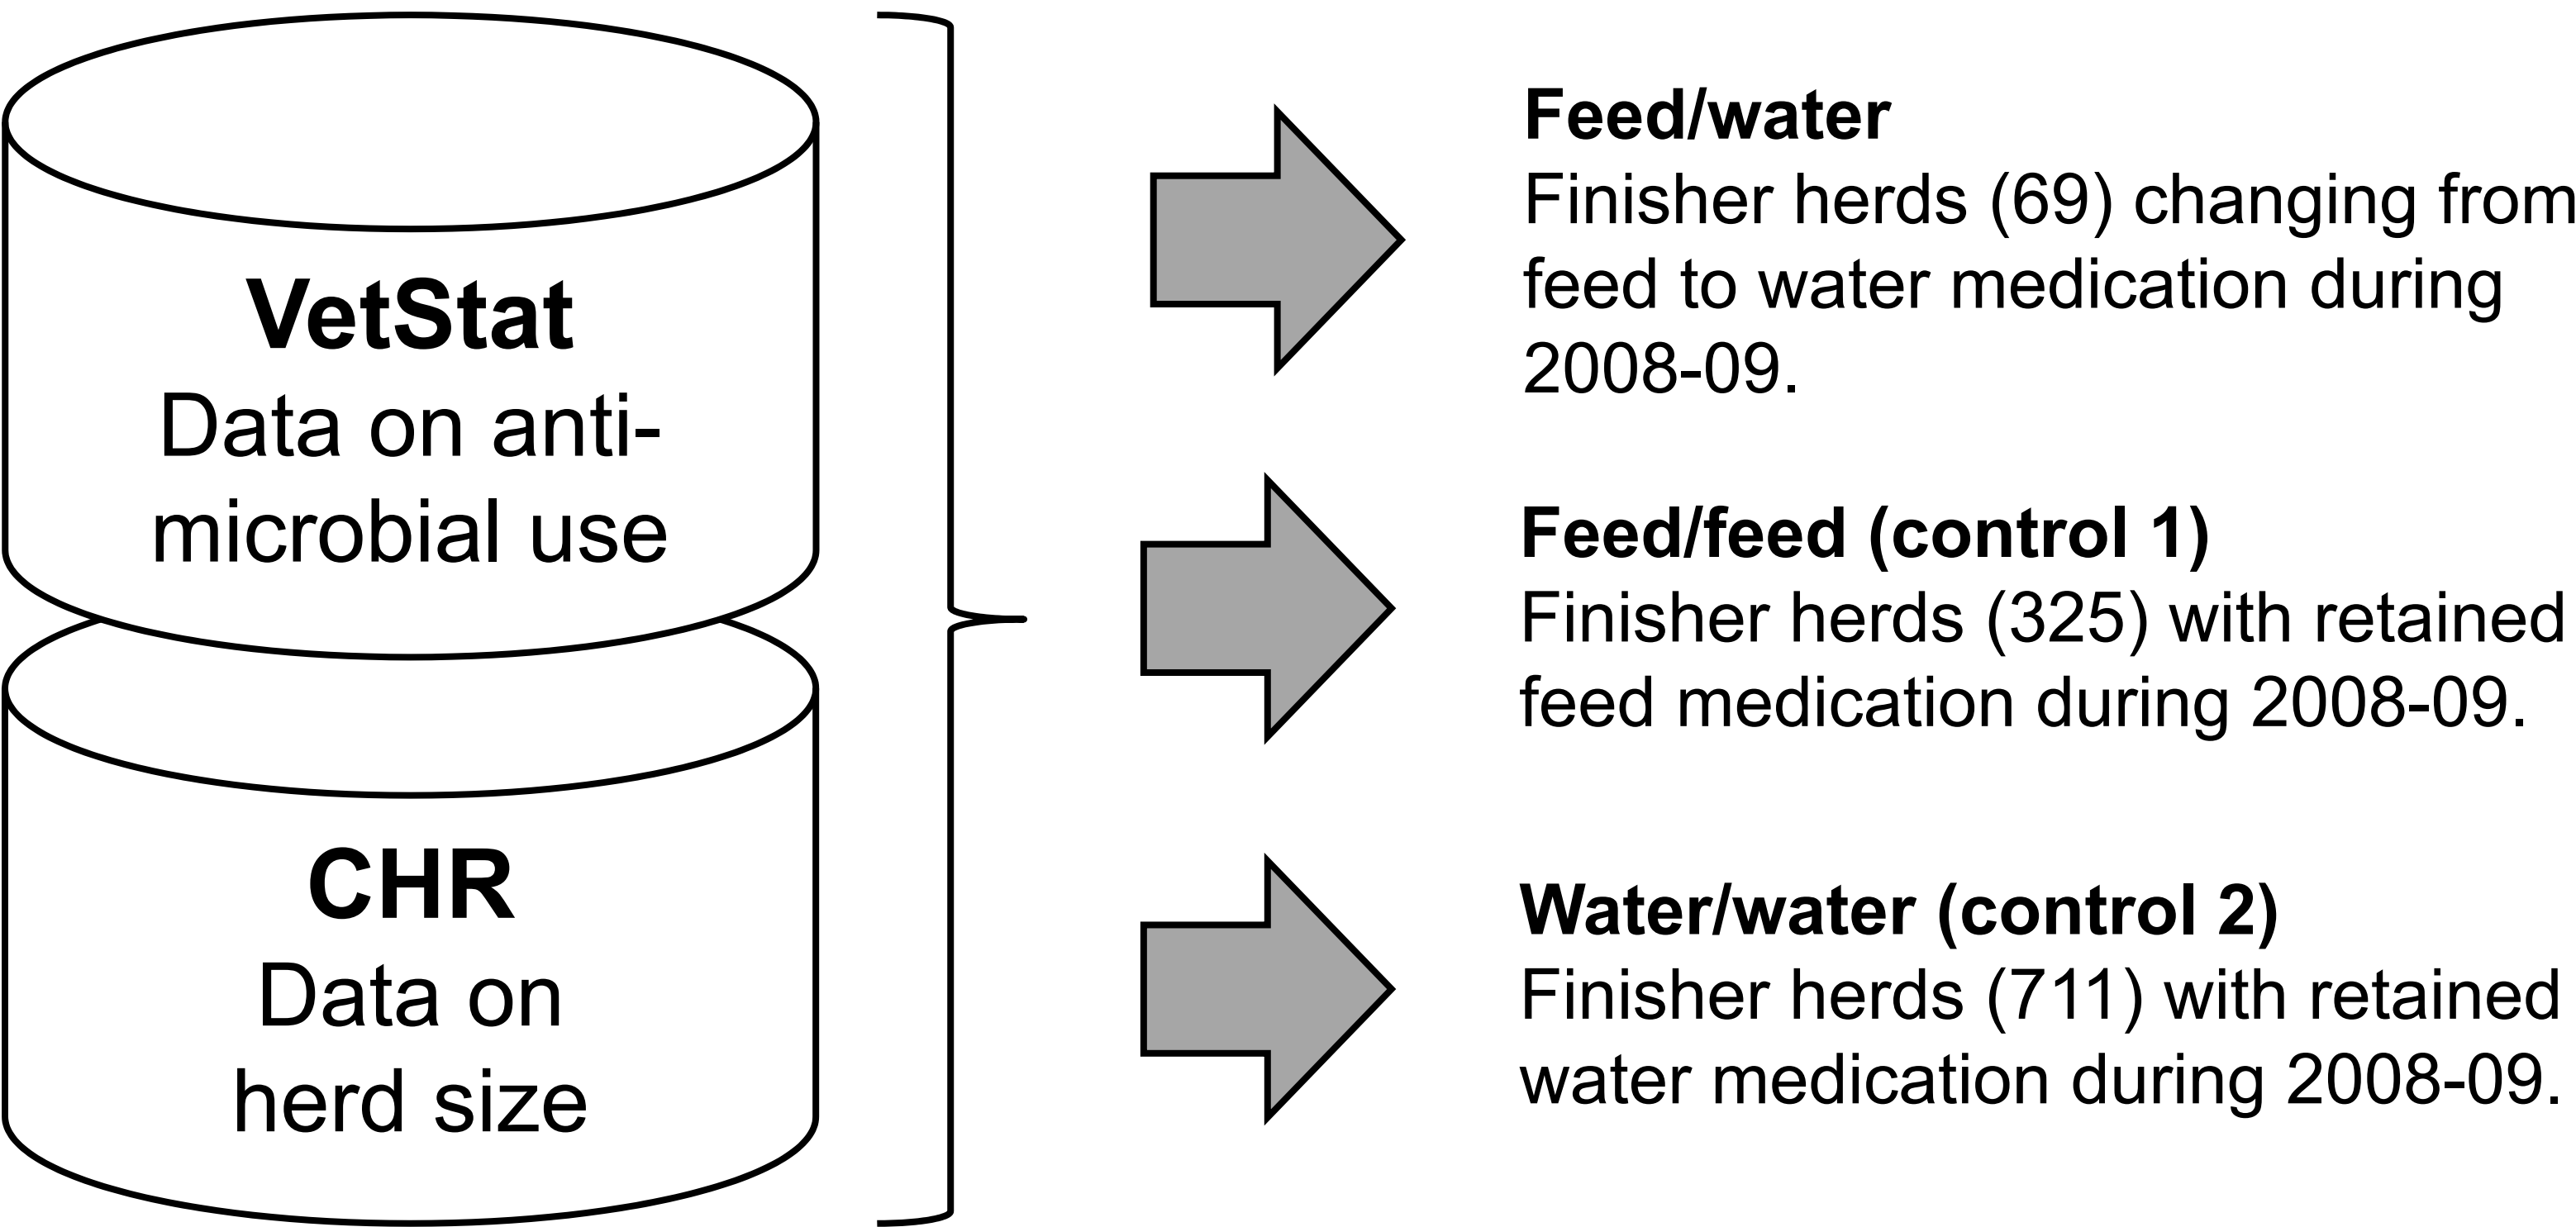 VetStat
Data on anti-
microbial use
CHR
Data on
herd size
Feed/water
Finisher herds (69) changing from
feed to water medication during
2008-09.
Feed/feed (control 1)
Finisher herds (325) with retained
feed medication during 2008-09.
Water/water (control 2)
Finisher herds (711) with retained
water medication during 2008-09.